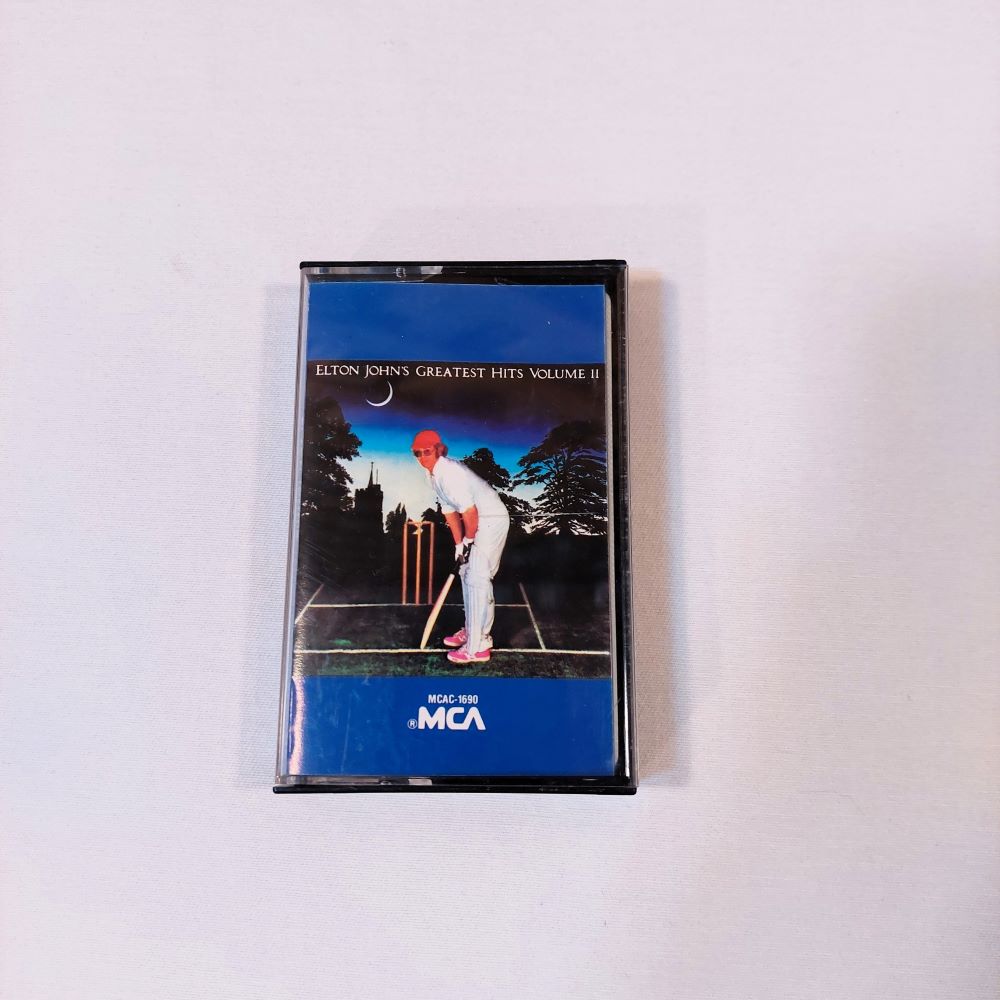 ELTON JOHN'S GREATEST HITS VOLUME II
MCAC-1690
®MCA